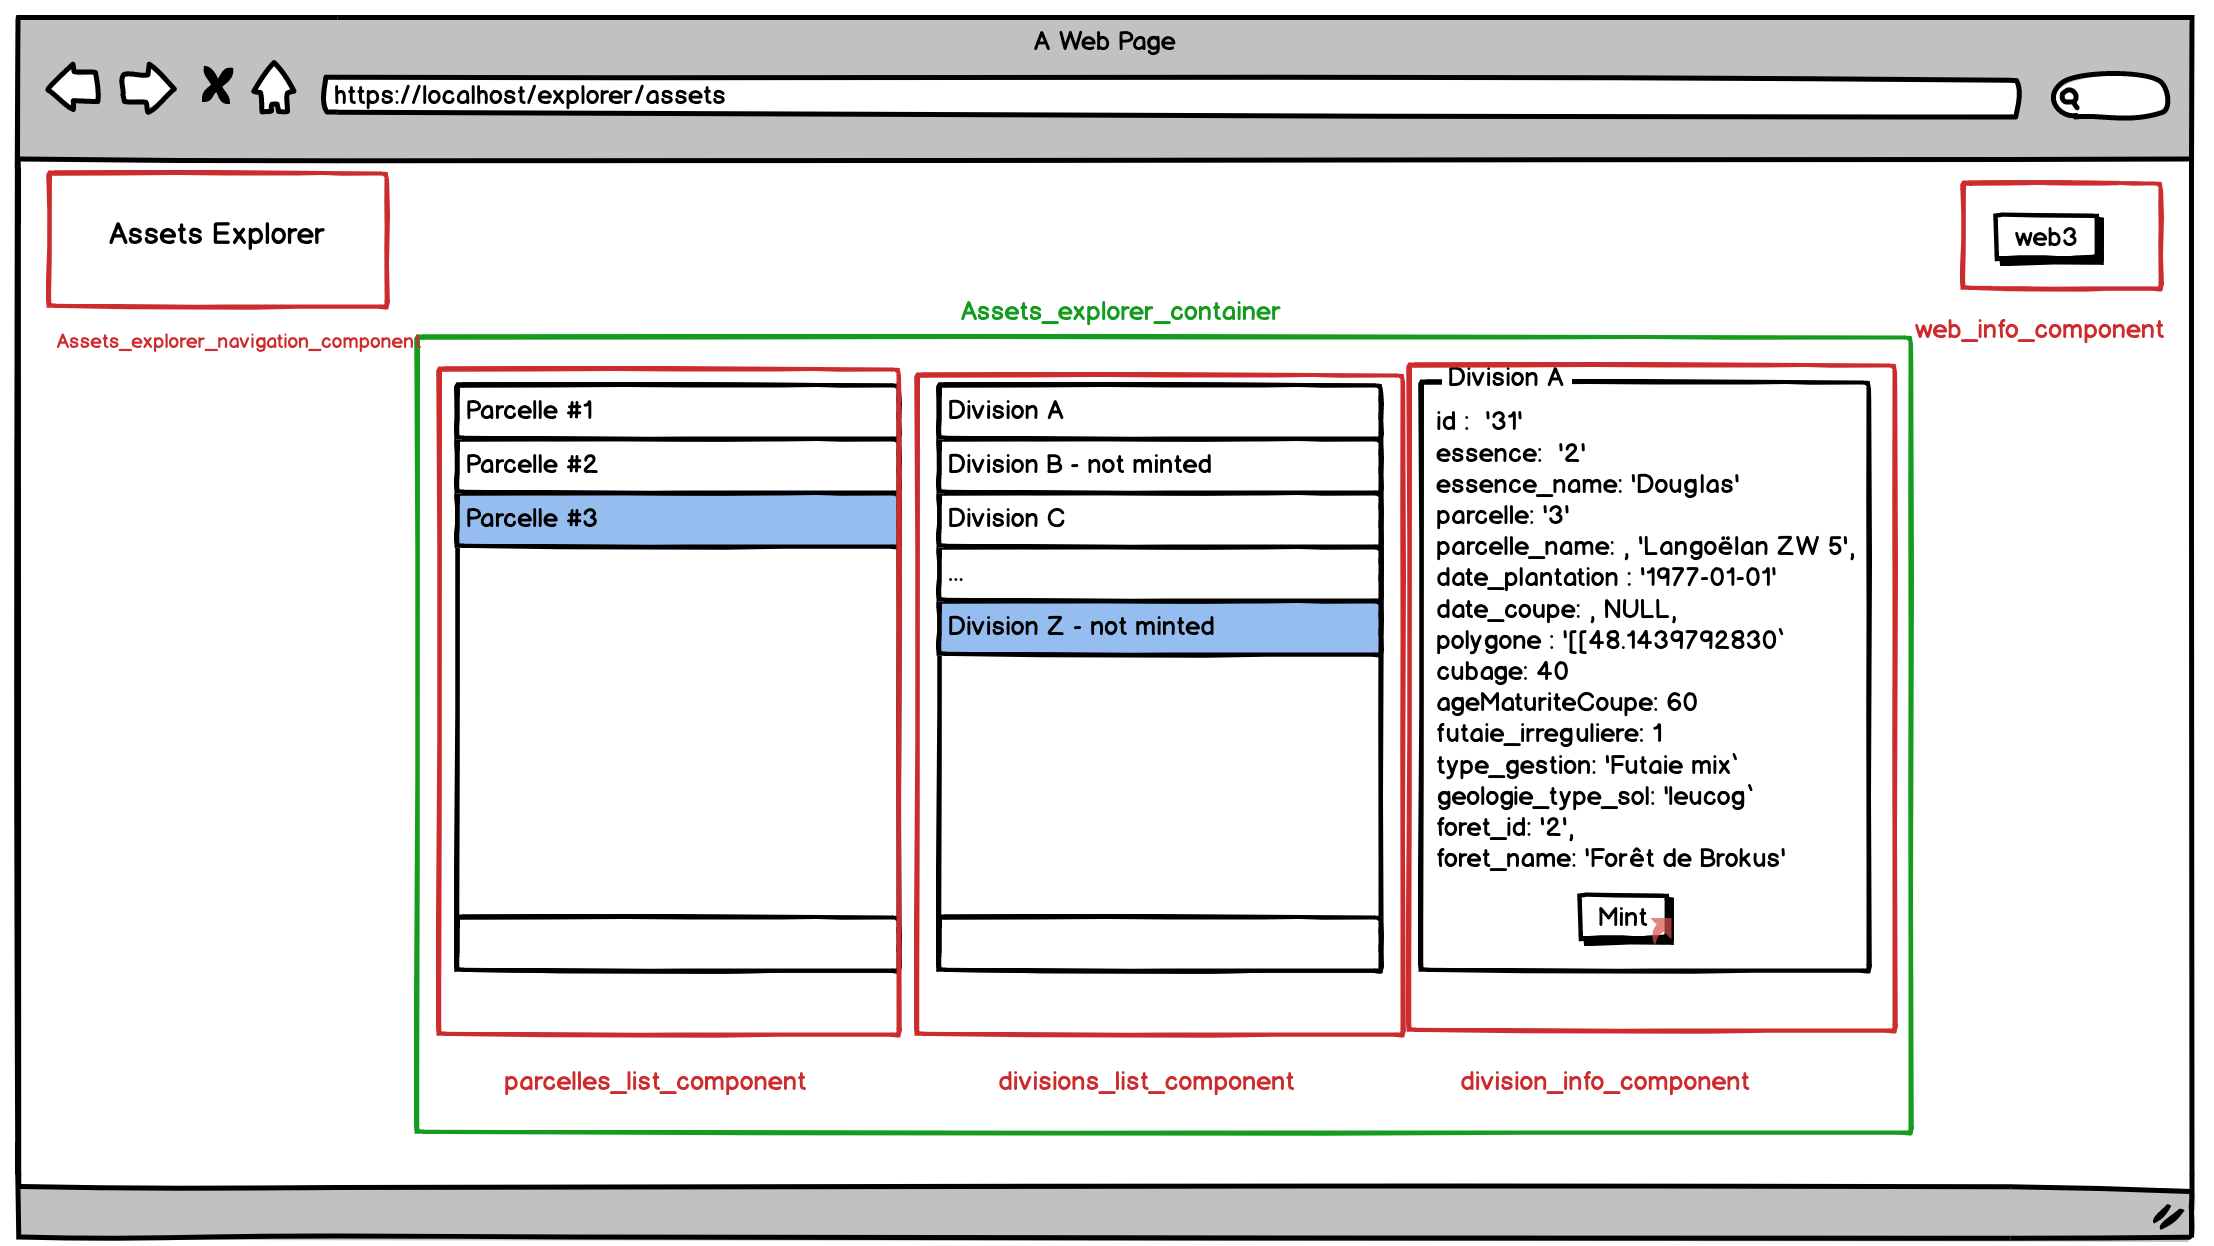 A Web Page
https://localhost/explorer/assets
Assets Explorer
web3
Assets_explorer_navigation_component
Assets_explorer_container
web_info_component
Parcelle #1
Parcelle #2
Parcelle #3
Division A
Division B - not minted
Division C
...
Division Z - not minted
Division A
id :  '31'
essence:  '2'
essence_name: 'Douglas'
parcelle: '3'
parcelle_name: , 'Langoëlan ZW 5',
date_plantation : '1977-01-01'
date_coupe: , NULL,
polygone : '[[48.1439792830`
cubage: 40
ageMaturiteCoupe: 60
futaie_irreguliere: 1
type_gestion: 'Futaie mix`
geologie_type_sol: 'leucog`
foret_id: '2',
foret_name: 'Forêt de Brokus'
Mint
parcelles_list_component
divisions_list_component
division_info_component